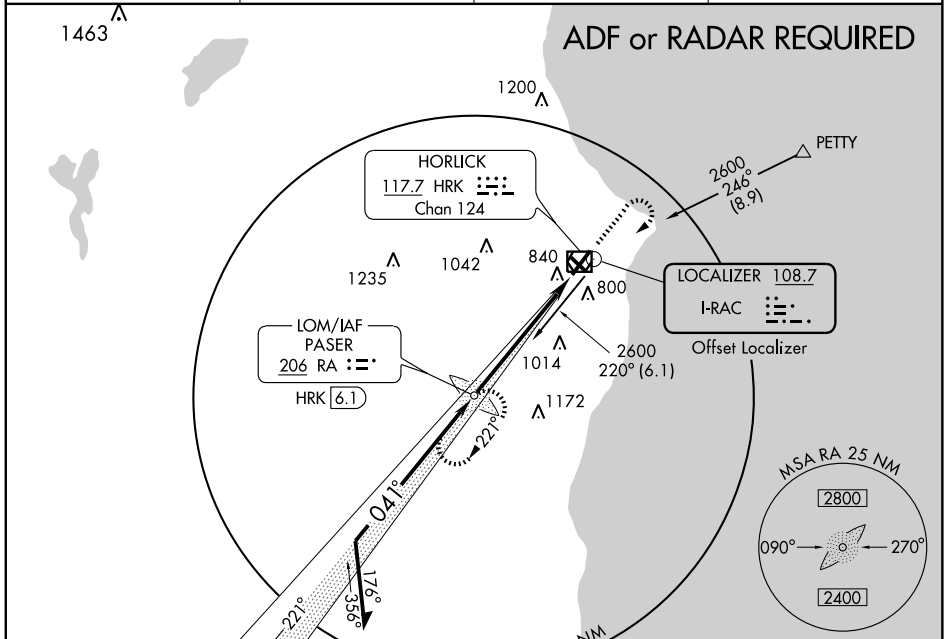 1463
ADF or RADAR REQUIRED
1200
PETTY
2600
246°
(8.9)
HORLICK
117.7 HRK
Chan 124
1235
1042
840
800
LOCALIZER 108.7
I-RAC
Offset Localizer
LOM/IAF
PASER
206 RA
HRK 6.1
1014
2600
220° (6.1)
1172
221°
041°
176°
356°
221°
NM
MSA RA 25 NM
2800
090°
270°
2400